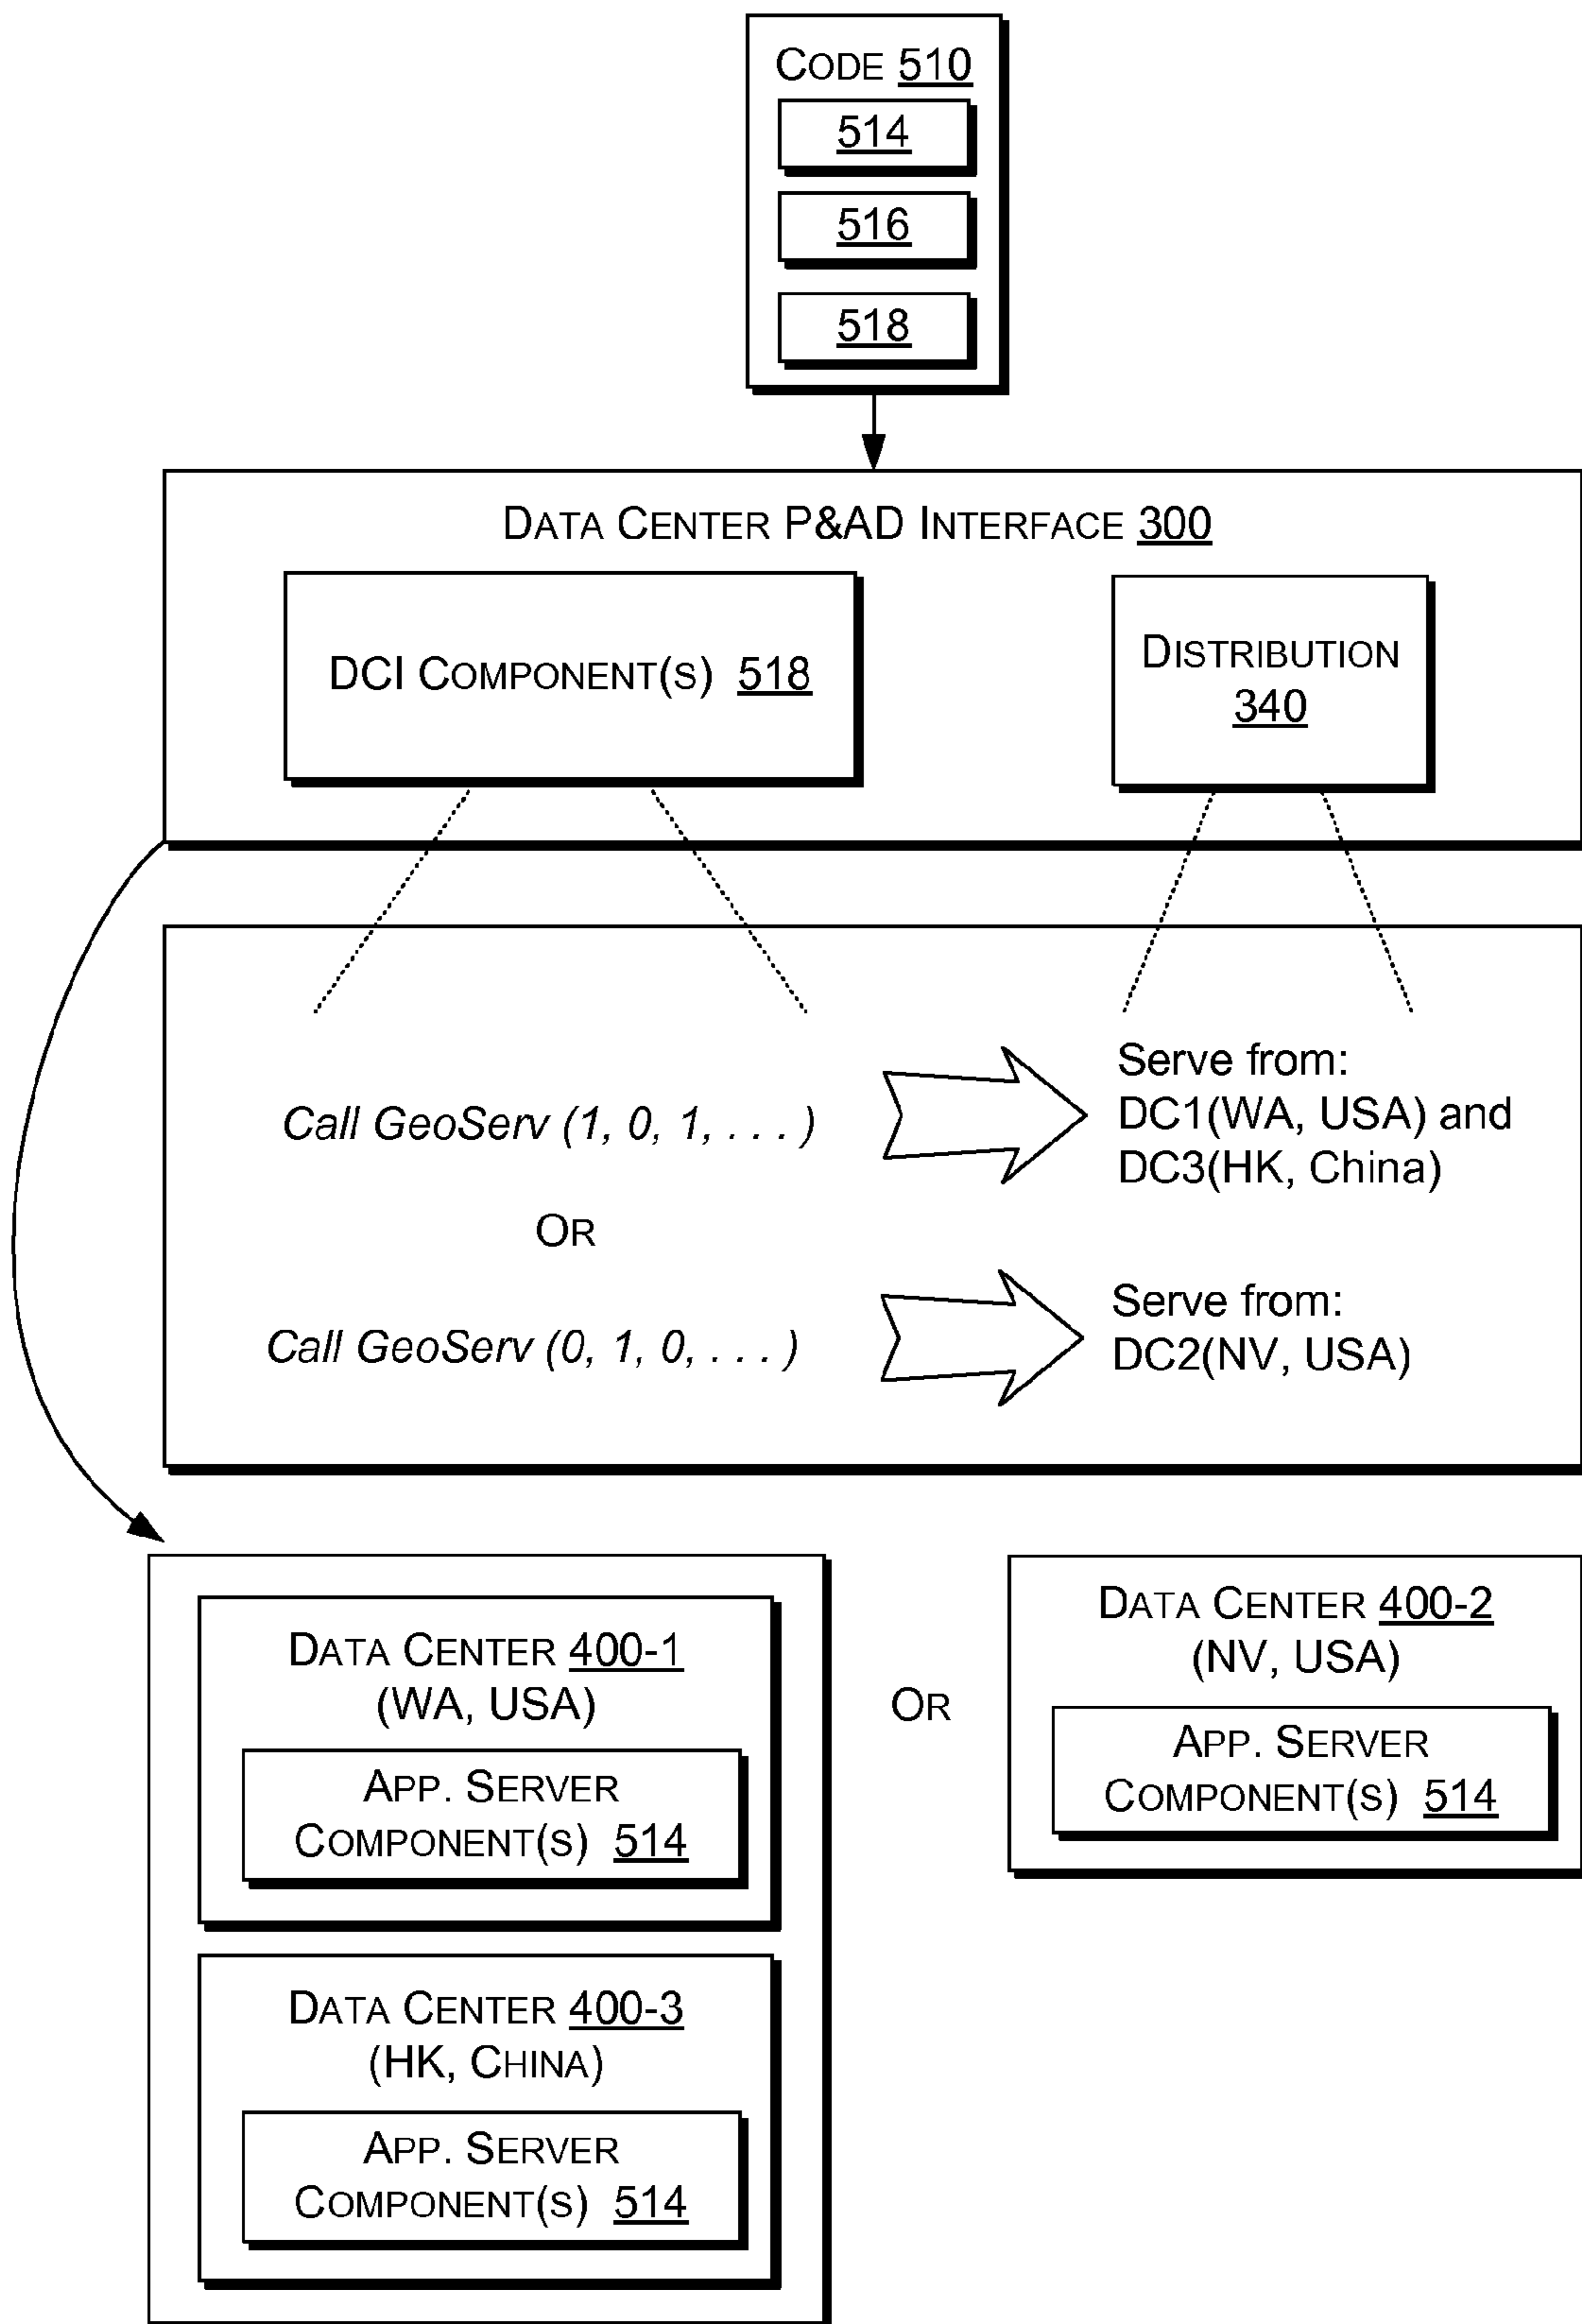 CODE 510
514
516
518
DATA CENTER P&AD INTERFACE 300
DCI COMPONENT(S) 518
DISTRIBUTION
340
Call GeoServ (1, 0, 1, . . . )
Serve from:
DC1(WA, USA) and
DC3(HK, China)
OR
Call GeoServ (0, 1, 0, . . . )
Serve from:
DC2(NV, USA)
DATA CENTER 400-1
(WA, USA)
APP. SERVER
COMPONENT(S) 514
OR
DATA CENTER 400-2
(NV, USA)
APP. SERVER
COMPONENT(S) 514
DATA CENTER 400-3
(HK, CHINA)
APP. SERVER
COMPONENT(S) 514